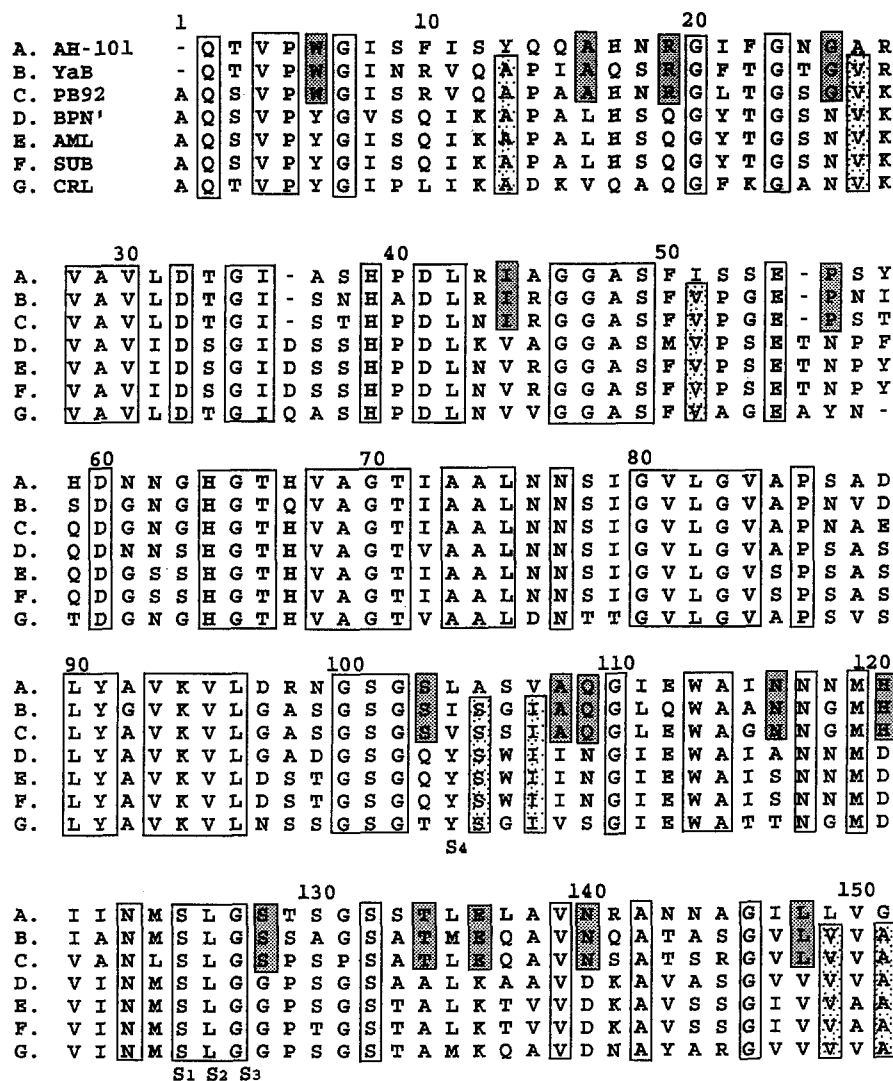 1 10 20
A. AH-101 - Q T V P W G I S F I S Y Q Q A H N R G I F G N G A R
B. YaB - Q T V P W G I N R V Q A P I A Q S R G F T G T G V R
C. PB92 A Q S V P W G I S R V Q A P A A H N R G L T G S G V K
D. BPN' A Q S V P Y G V S Q I K A P A L H S Q G Y T G S N V K
E. AML A Q S V P Y G I S Q I K A P A L H S Q G Y T G S N V K
F. SUB A Q S V P Y G I S Q I K A P A L H S Q G Y T G S N V K
G. CRL A Q T V P Y G I P L I K A D K V Q A Q G F K G A N V K
30 40 50
A. V A V L D T G I - A S H P D L R I A G G A S F I S S E - P S Y
B. V A V L D T G I - S N H A D L R I R G G A S F V P G E - P N I
C. V A V L D T G I - S T H P D L N I R G G A S F V P G E - P S T
D. V A V I D S G I D S S H P D L K V A G G A S M V P S E T N P F
E. V A V I D S G I D S S H P D L N V R G G A S F V P S E T N P Y
F. V A V I D S G I D S S H P D L N V R G G A S F V P S E T N P Y
G. V A V L D T G I Q A S H P D L N V V G G A S F V A G E A Y N -
60 70 80
A. H D N N G H G T H V A G T I A A L N N S I G V L G V A P S A D
B. S D G N G H G T Q V A G T I A A L N N S I G V L G V A P N V D
C. Q D G N G H G T H V A G T I A A L N N S I G V L G V A P N A E
D. Q D N N S H G T H V A G T V A A L N N S I G V L G V A P S A S
E. Q D G S S H G T H V A G T I A A L N N S I G V L G V S P S A S
F. Q D G S S H G T H V A G T I A A L N N S I G V L G V S P S A S
G. T D G N G H G T H V A G T V A A L D N T T G V L G V A P S V S
90 100 110 120
A. L Y A V K V L D R N G S G S L A S V A Q G I E W A I N N N M H
B. L Y G V K V L G A S G S G S I S G I A Q G L Q W A A N N G M H
C. L Y A V K V L G A S G S G S V S S I A Q G L E W A G N N G M H
D. L Y A V K V L G A D G S G Q Y S W I I N G I E W A I A N N M D
E. L Y A V K V L D S T G S G Q Y S W I I N G I E W A I S N N M D
F. L Y A V K V L D S T G S G Q Y S W I I N G I E W A I S N N M D
G. L Y A V K V L N S S G S G T Y S G I V S G I E W A T T N G M D
S4
130 140 150
A. I I N M S L G S T S G S S T L E L A V N R A N N A G I L L V G
B. I A N M S L G S S A G S A T M E Q A V N Q A T A S G V L V V A
C. V A N L S L G S P S P S A T L E Q A V N S A T S R G V L V V A
D. V I N M S L G G P S G S A A L K A A V D K A V A S G V V V V A
E. V I N M S L G G P S G S T A L K T V V D K A V S S G I V V A A
F. V I N M S L G G P T G S T A L K T V V D K A V S S G I V V A A
G. V I N M S L G G P S G S T A M K Q A V D N A Y A R G V V V V A
S1 S2 S3